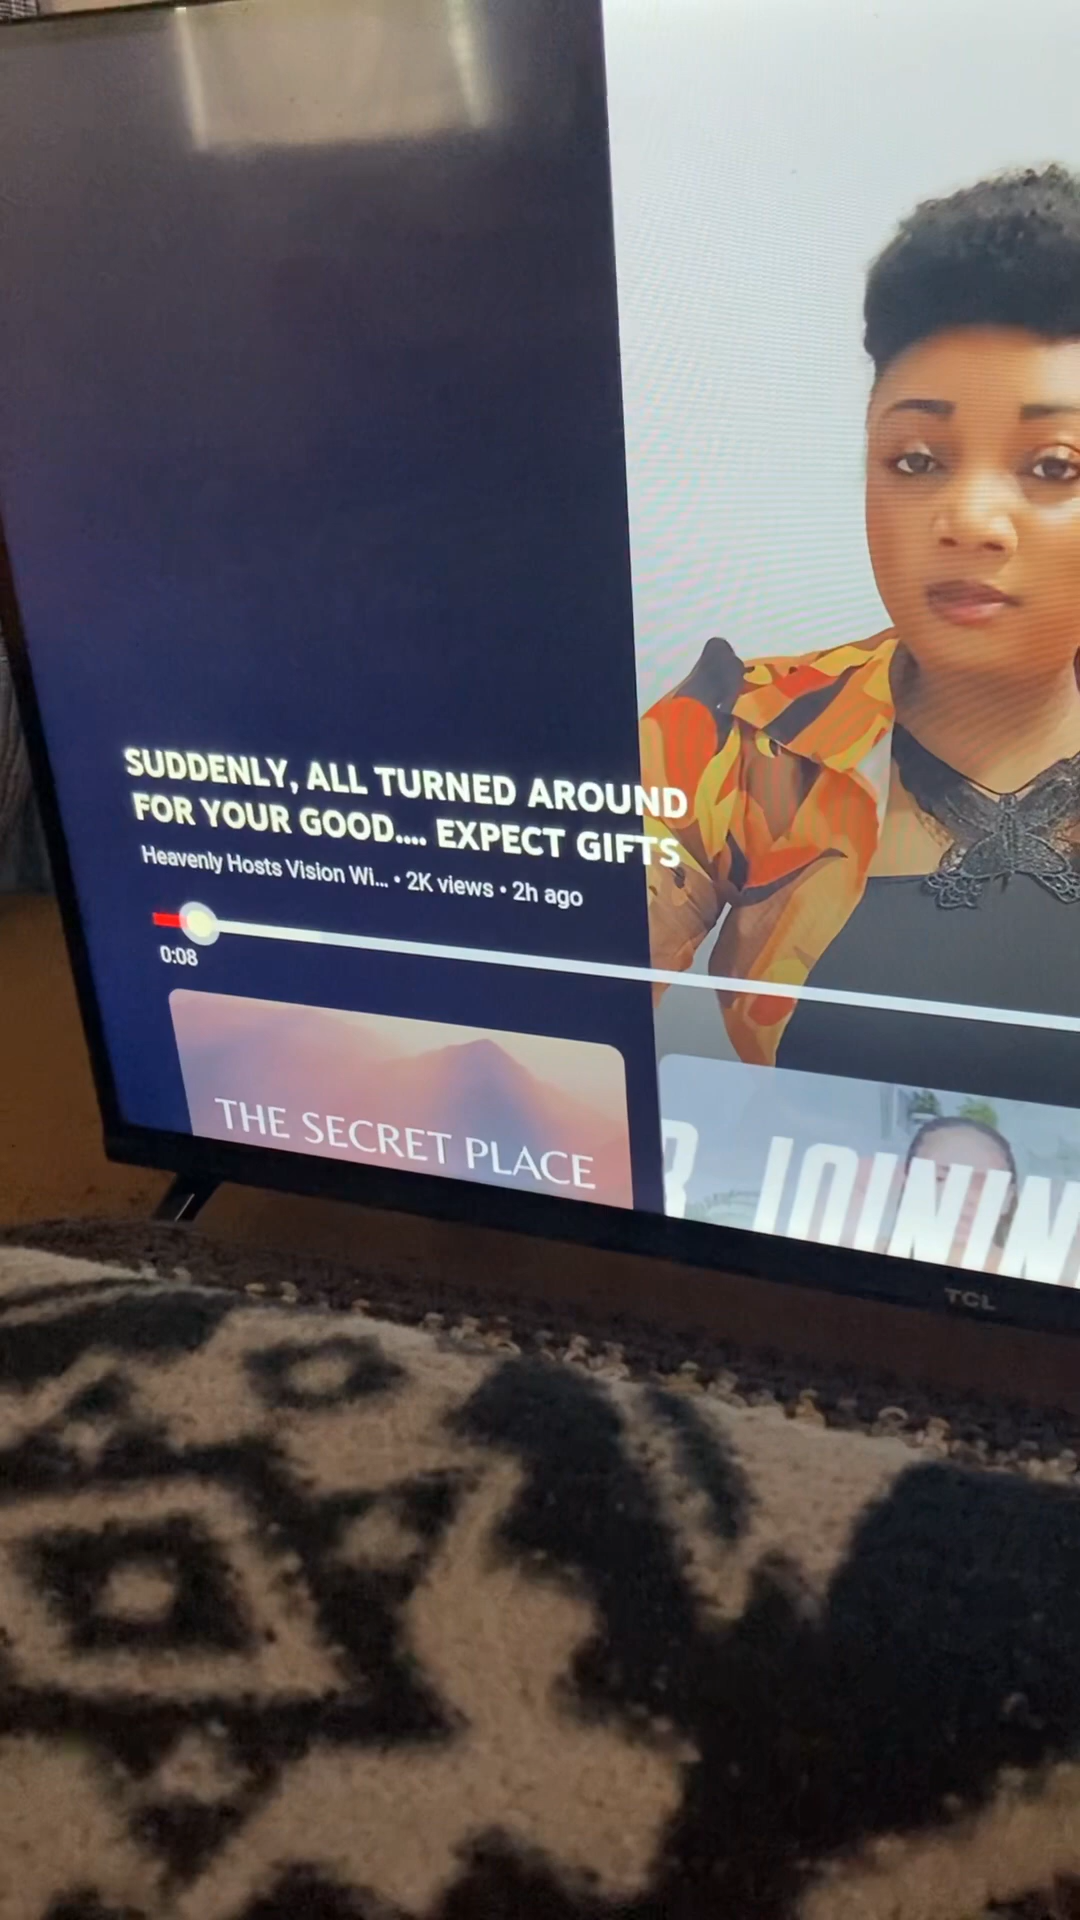 SUDDENLY, ALL TURNED AROUND
FOR YOUR GOOD.... EXPECT GIFTS
Heavenly Hosts Vision Wi... • 2K views • 2h ago
0:08
THE SECRET PLACE
TCL